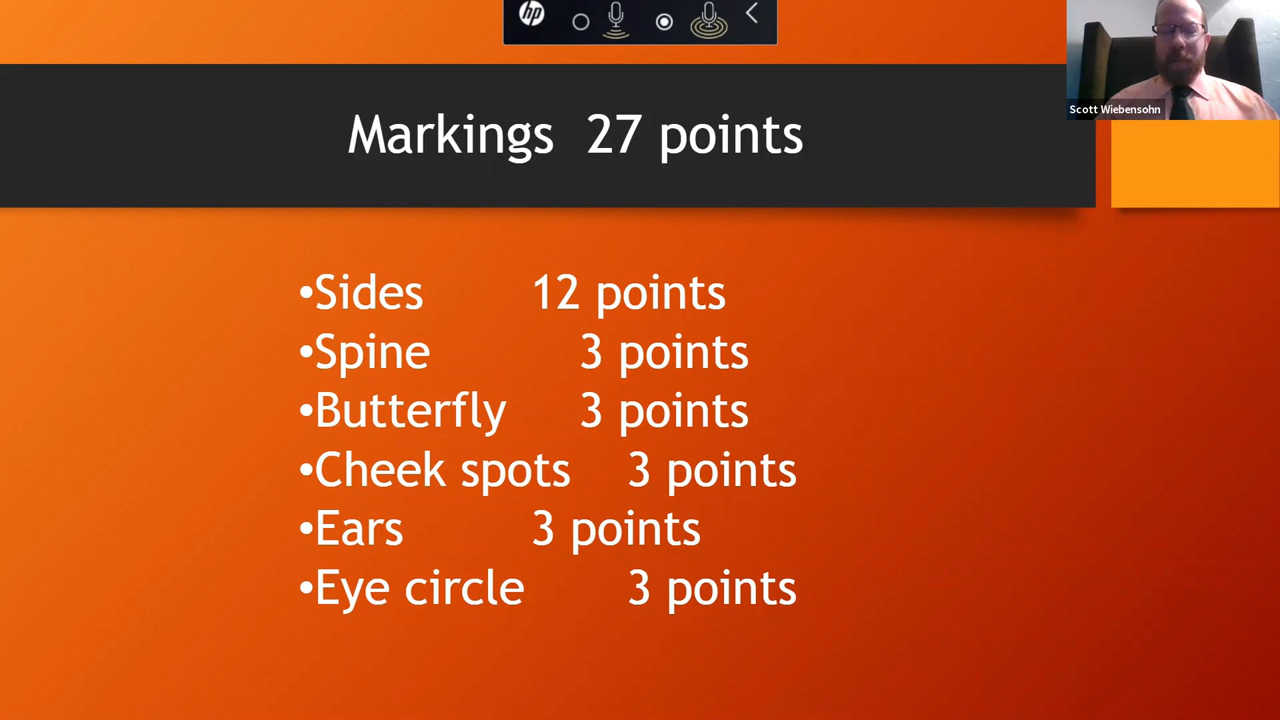 hp
Scott Wiebensohn
Markings 27 points
•Sides 12 points
•Spine 3 points
•Butterfly 3 points
•Cheek spots 3 points
•Ears 3 points
•Eye circle 3 points